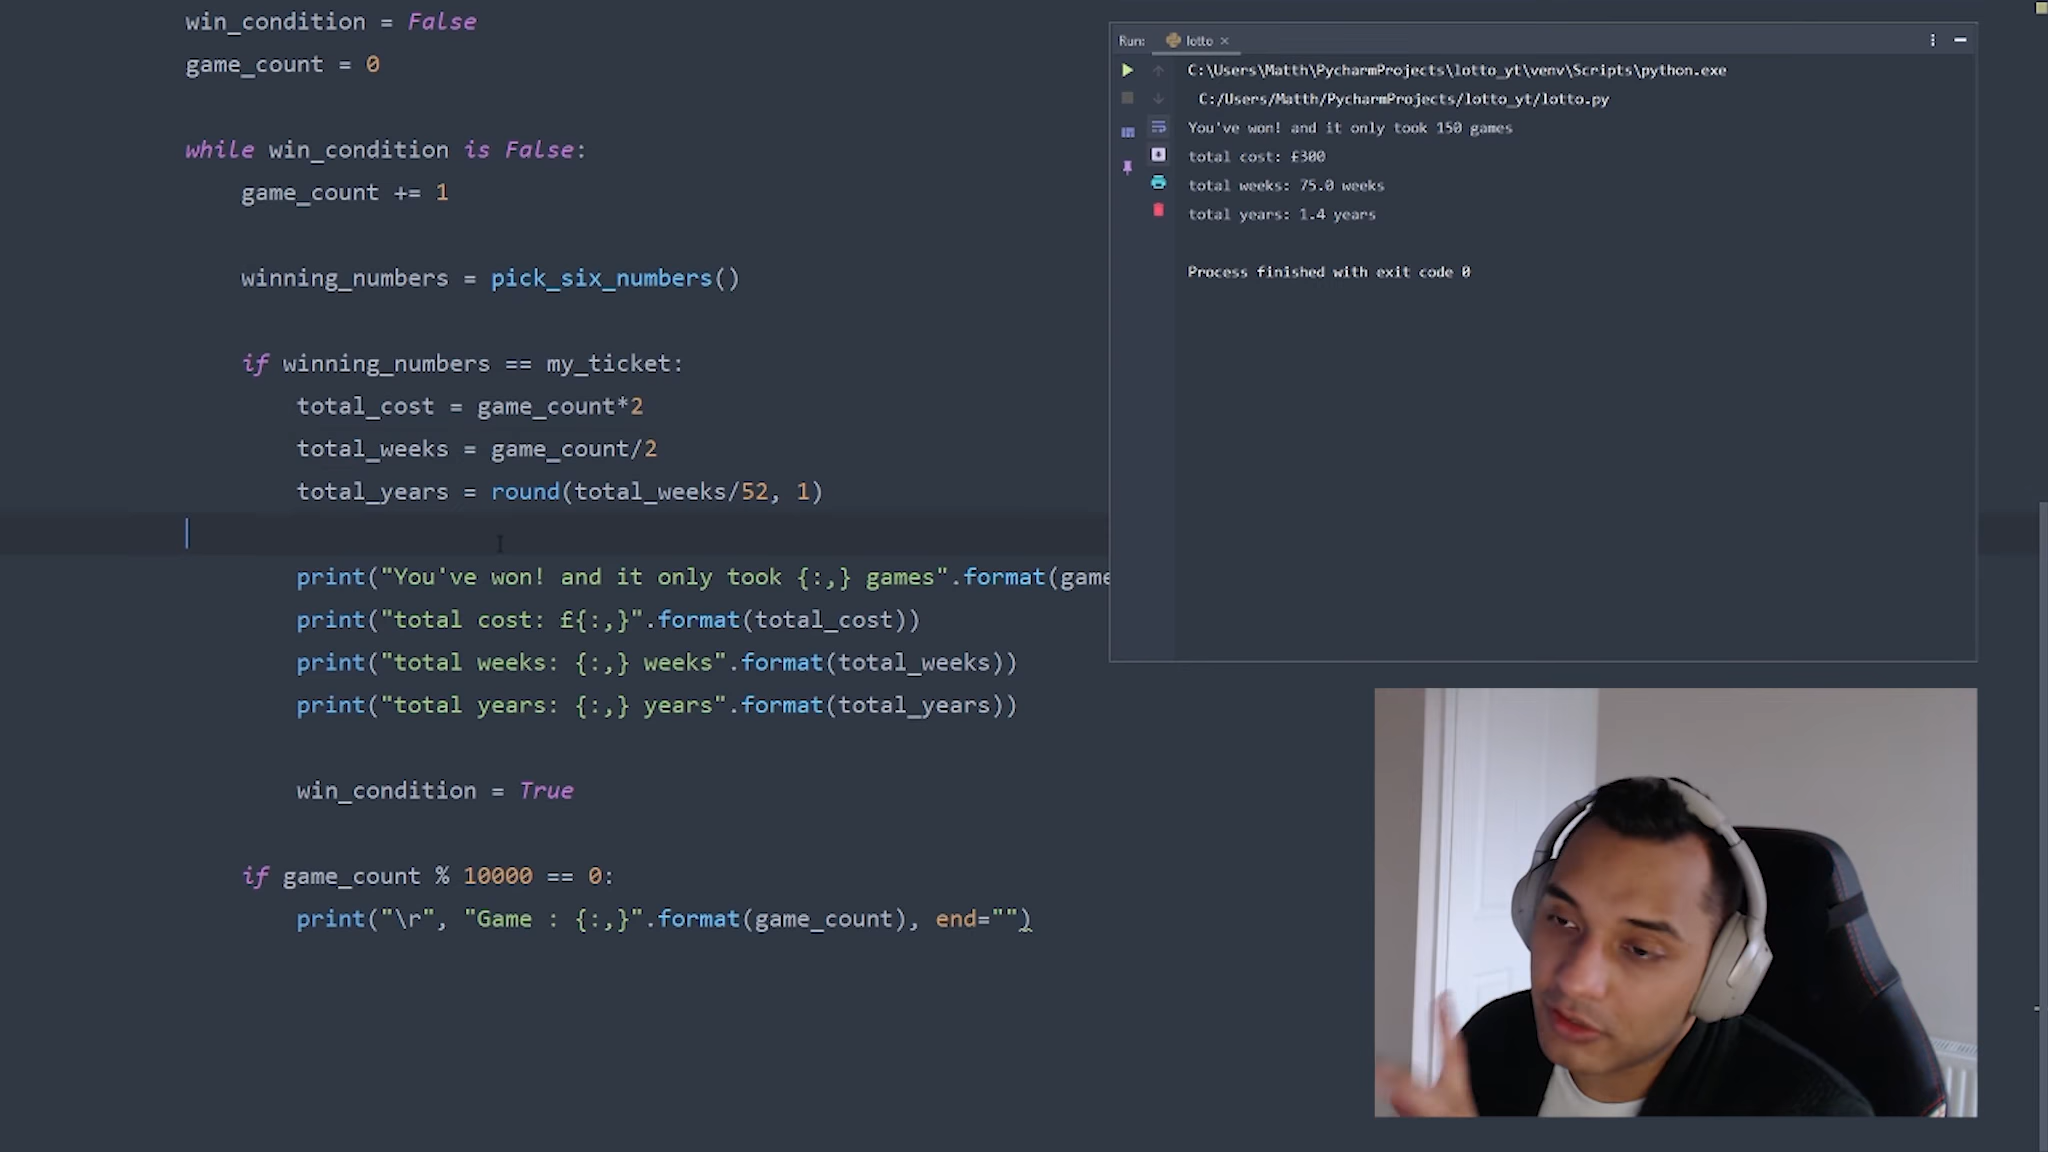 win_condition = False
game_count = 0
while win_condition is False:
game_count += 1
winning_numbers = pick_six_numbers()
if winning_numbers == my_ticket:
total_cost = game_count*2
total_weeks = game_count/2
total_years = round(total_weeks/52, 1)
print("You've won! and it only took {:,} games".format(game
print("total cost: £{:,}".format(total_cost))
print("total weeks: {:,} weeks".format(total_weeks))
print("total years: {:,} years".format(total_years))
win_condition = True
if game_count % 10000 == 0:
print("\r", "Game : {:,}".format(game_count), end="")
Run: lotto
C:\Users\Matth\PycharmProjects\lotto_yt\venv\Scripts\python.exe
C:/Users/Matth/PycharmProjects/lotto_yt/lotto.py
You've won! and it only took 150 games
total cost: £300
total weeks: 75.0 weeks
total years: 1.4 years
Process finished with exit code 0